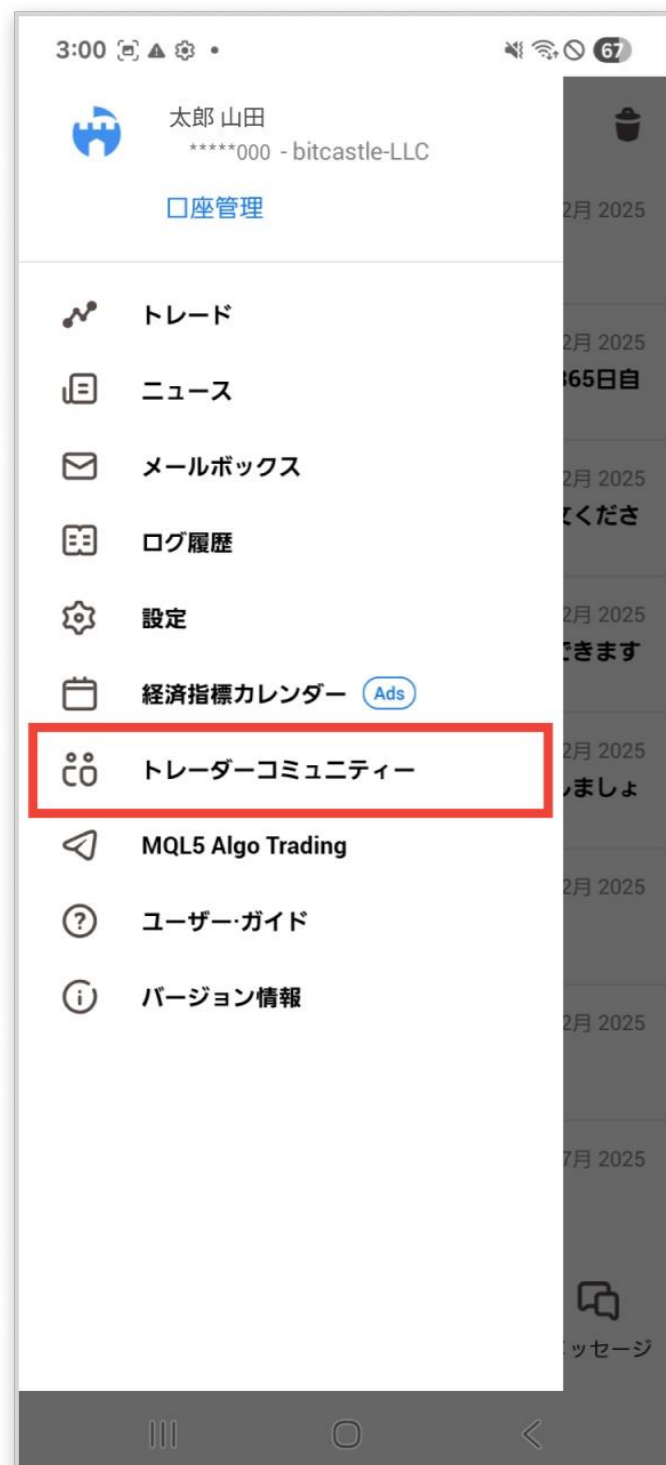 3:00
67
太郎 山田
*****000 - bitcastle-LLC
口座管理
2月 2025
トレード
2月 2025
365日自
ニュース
メールボックス
2月 2025
文くださ
ログ履歴
設定
2月 2025
できます
経済指標カレンダー Ads
トレーダーコミュニティー
2月 2025
しましょ
MQL5 Algo Trading
2月 2025
ユーザー・ガイド
バージョン情報
2月 2025
7月 2025
ッセージ